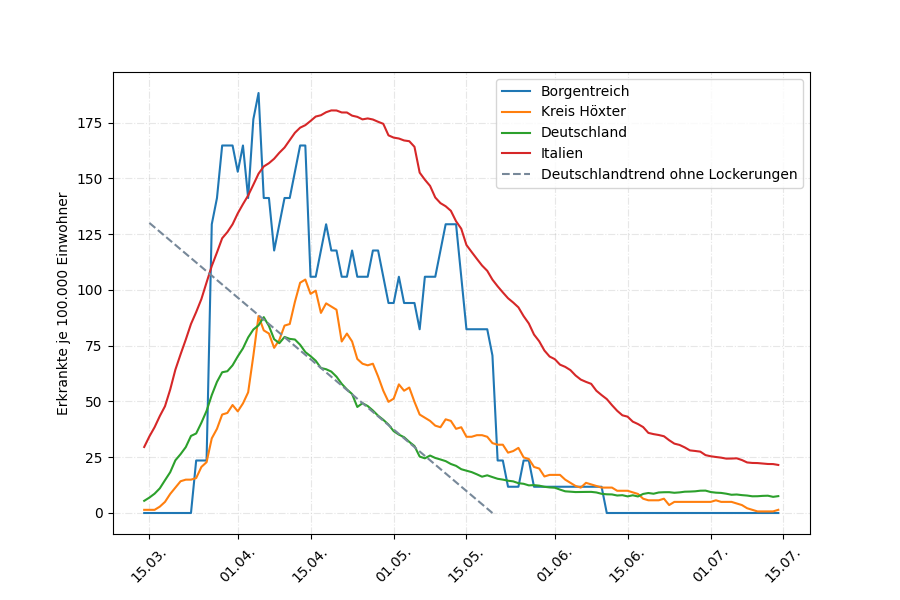 Borgentreich
Kreis Höxter
Deutschland
Italien
Deutschlandtrend ohne Lockerungen
Erkrankte je 100.000 Einwohner
175
150
125
100
75
50
25
0
15.03.
01.04.
15.04.
01.05.
15.05.
01.06.
15.06.
01.07.
15.07.